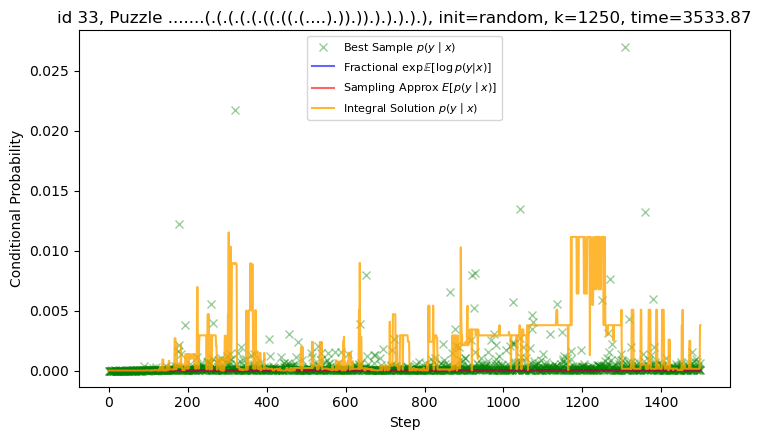 id 33, Puzzle .......(.(.(.(.(.((.((.(....).)).)).).).).).), init=random, k=1250, time=3533.87
Best Sample p(y | x)
Fractional exp𝔼[log p(y|x)]
Sampling Approx E[p(y | x)]
Integral Solution p(y | x)
Conditional Probability
0.025
0.020
0.015
0.010
0.005
0.000
0 200 400 600 800 1000 1200 1400
Step